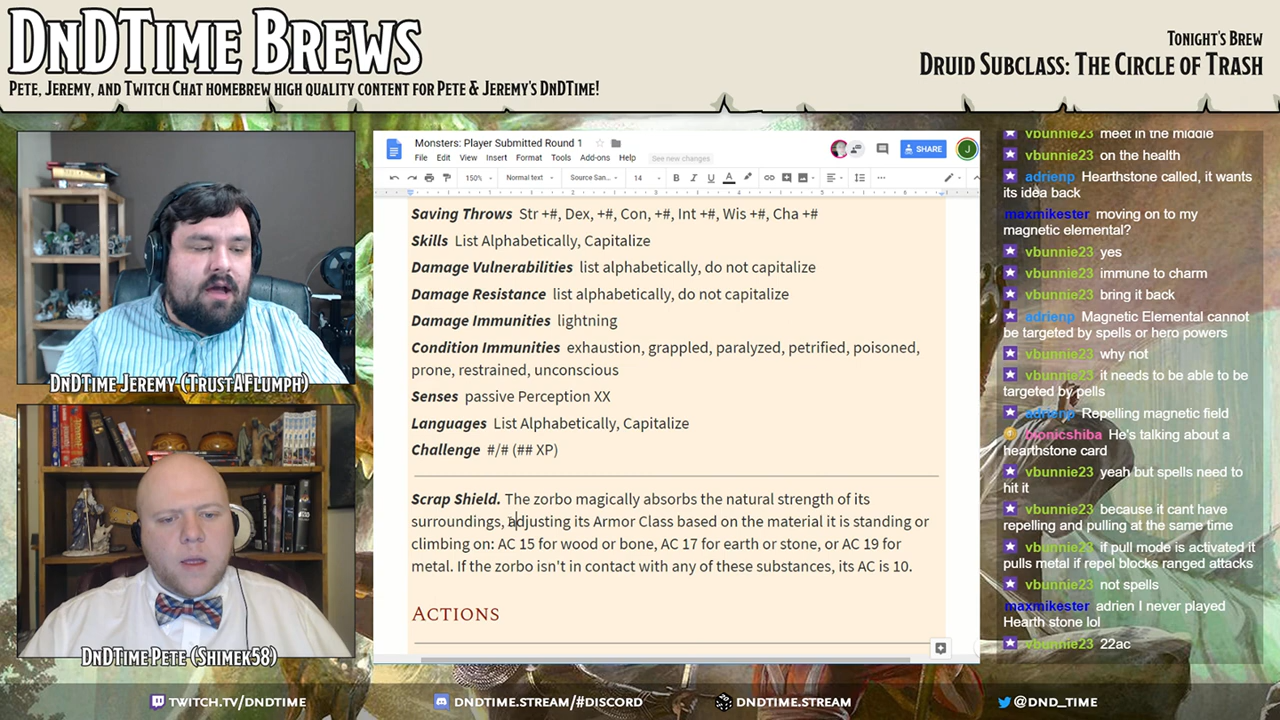 DnDTime Brews
Pete, Jeremy, and Twitch Chat homebrew high quality content for Pete & Jeremy's DnDTime!
Tonight's Brew
Druid Subclass: The Circle of Trash
DnDTime Jeremy (TrustAFlumph)
DnDTime Pete (Shimek58)
Monsters: Player Submitted Round 1
SHARE
J
File Edit View Insert Format Tools Add-ons Help See new changes
150% Normal text Source San... 14 B I U A
Saving Throws Str +#, Dex, +#, Con, +#, Int +#, Wis +#, Cha +#
Skills List Alphabetically, Capitalize
Damage Vulnerabilities list alphabetically, do not capitalize
Damage Resistance list alphabetically, do not capitalize
Damage Immunities lightning
Condition Immunities exhaustion, grappled, paralyzed, petrified, poisoned,
prone, restrained, unconscious
Senses passive Perception XX
Languages List Alphabetically, Capitalize
Challenge #/# (## XP)
Scrap Shield. The zorbo magically absorbs the natural strength of its
surroundings, adjusting its Armor Class based on the material it is standing or
climbing on: AC 15 for wood or bone, AC 17 for earth or stone, or AC 19 for
metal. If the zorbo isn't in contact with any of these substances, its AC is 10.
Actions
vbunnie23 meet in the middle
vbunnie23 on the health
adrienp Hearthstone called, it wants
its idea back
maxmikester moving on to my
magnetic elemental?
vbunnie23 yes
vbunnie23 immune to charm
vbunnie23 bring it back
adrienp Magnetic Elemental cannot
be targeted by spells or hero powers
vbunnie23 why not
vbunnie23 it needs to be able to be
targeted by pells
adrienp Repelling magnetic field
bionicshiba He's talking about a
hearthstone card
vbunnie23 yeah but spells need to
hit it
vbunnie23 because it cant have
repelling and pulling at the same time
vbunnie23 if pull mode is activated it
pulls metal if repel blocks ranged attacks
vbunnie23 not spells
maxmikester adrien I never played
Hearth stone lol
vbunnie23 22ac
twitch.tv/dndtime
dndtime.stream/#discord
dndtime.stream
@dnd_time